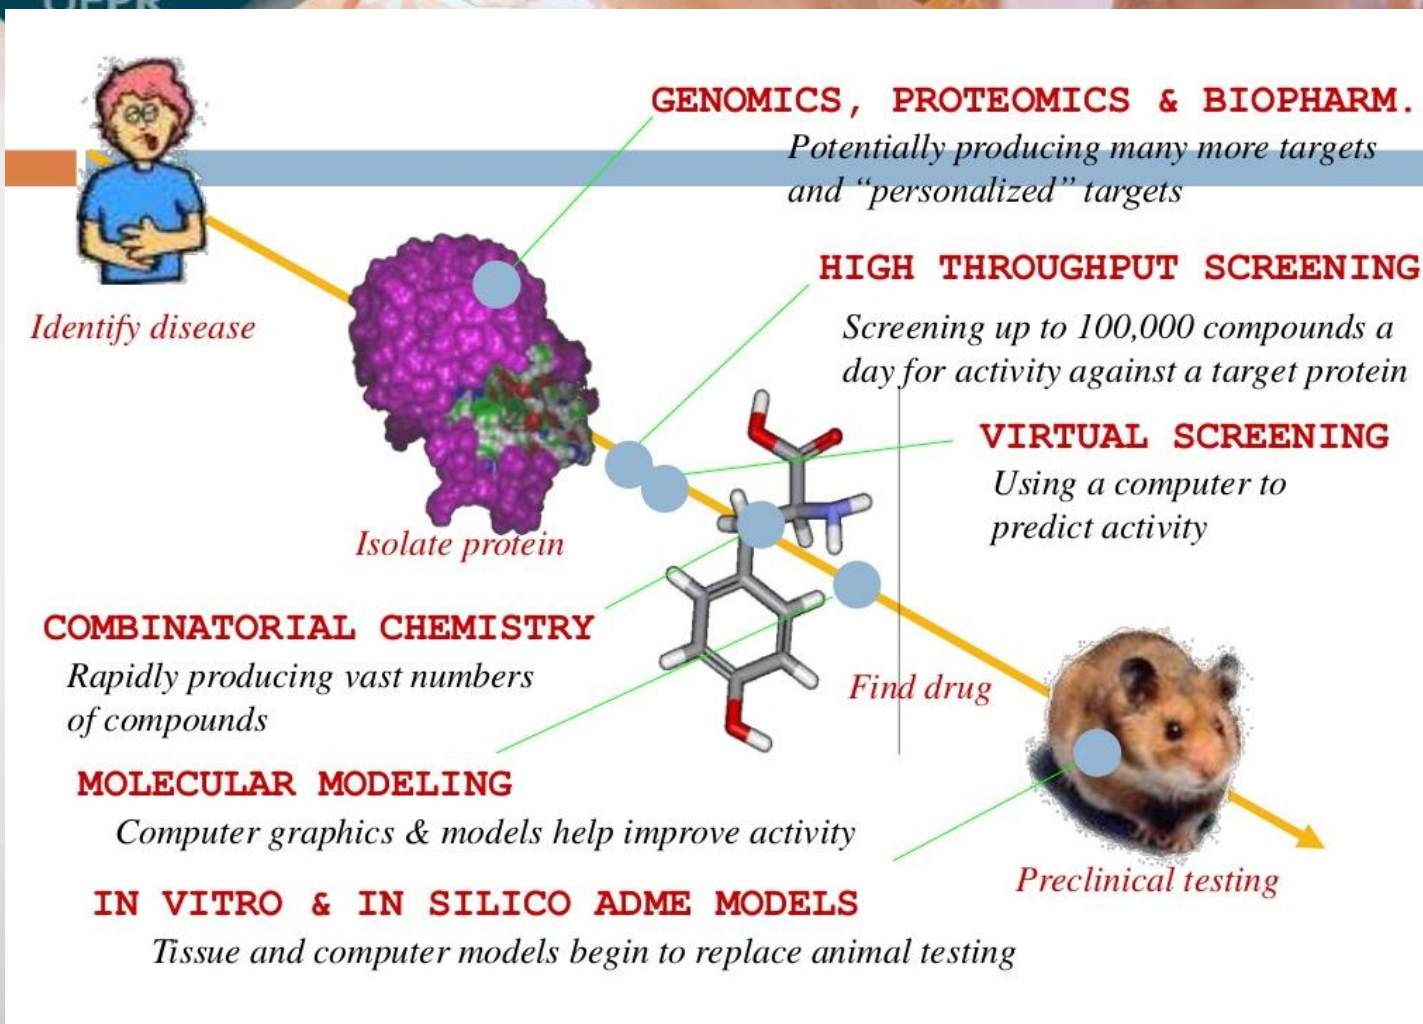 UFPR
GENOMICS, PROTEOMICS & BIOPHARM.
Potentially producing many more targets
and “personalized” targets
HIGH THROUGHPUT SCREENING
Identify disease
Screening up to 100,000 compounds a
day for activity against a target protein
VIRTUAL SCREENING
Using a computer to
predict activity
Isolate protein
COMBINATORIAL CHEMISTRY
Rapidly producing vast numbers
of compounds
Find drug
MOLECULAR MODELING
Computer graphics & models help improve activity
Preclinical testing
IN VITRO & IN SILICO ADME MODELS
Tissue and computer models begin to replace animal testing